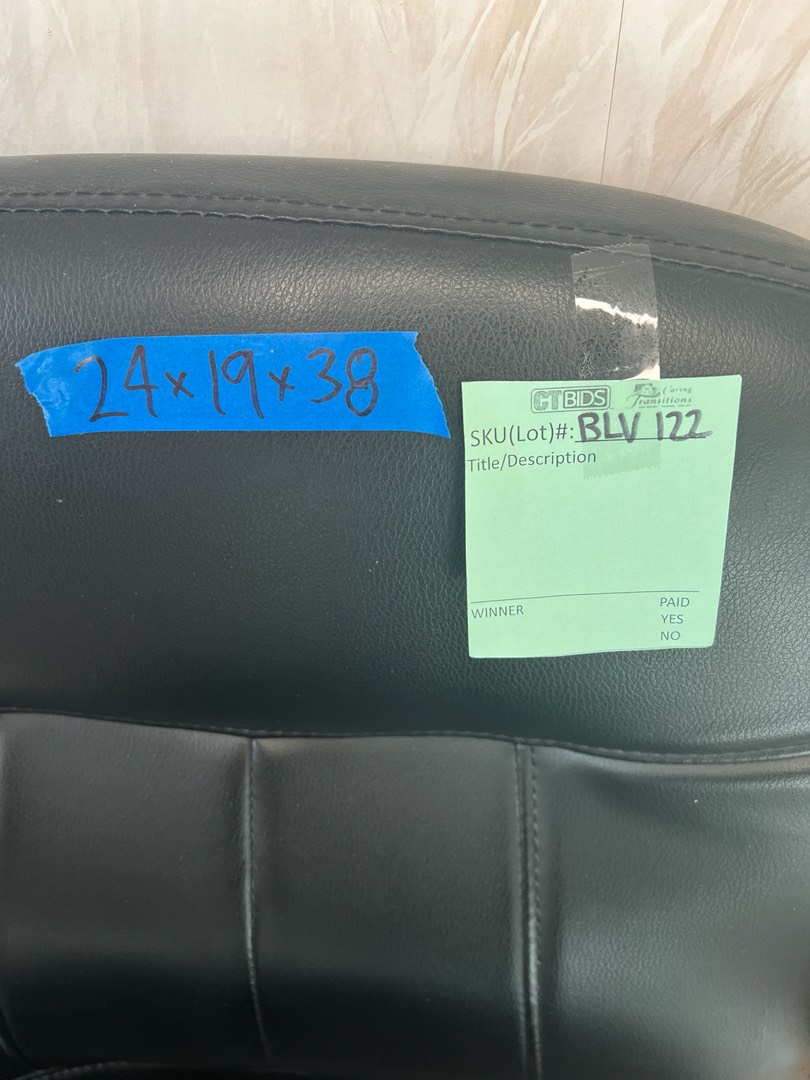 24x19x38
CTBIDS
Caring
Transitions
SKU(Lot)#: BLV 122
Title/Description
WINNER
PAID
YES
NO